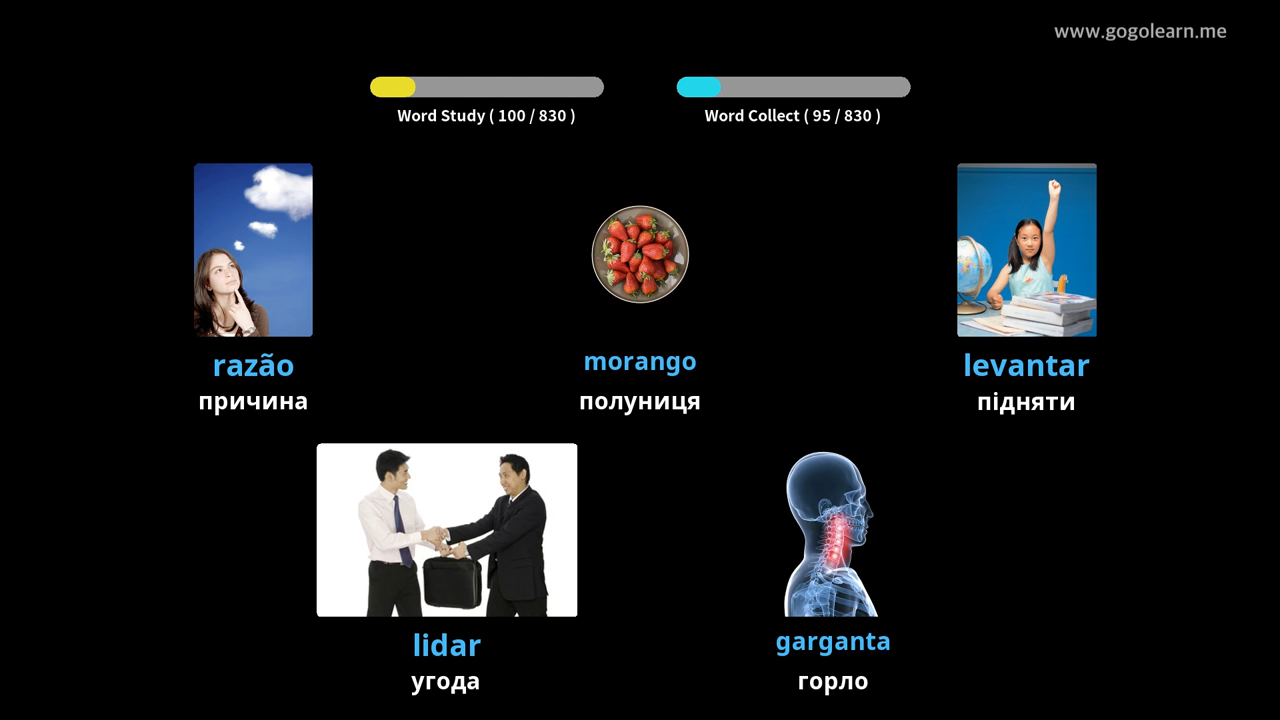 www.gogolearn.me
Word Study ( 100 / 830 )
Word Collect ( 95 / 830 )
razão
причина
morango
полуниця
levantar
підняти
lidar
угода
garganta
горло